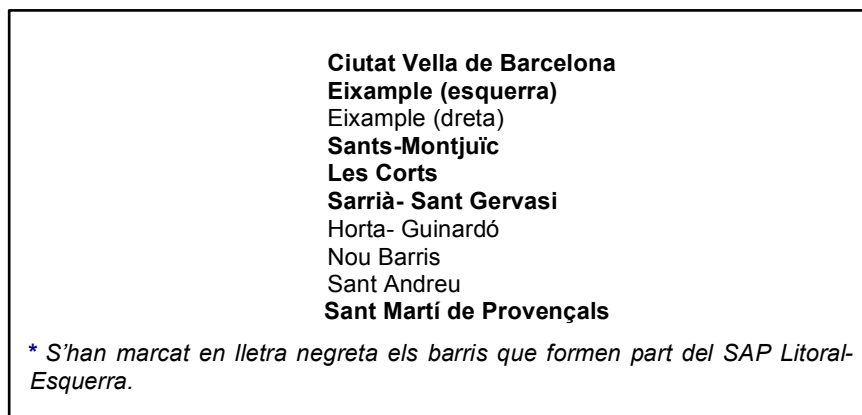 Ciutat Vella de Barcelona
Eixample (esquerra)
Eixample (dreta)
Sants-Montjuïc
Les Corts
Sarrià- Sant Gervasi
Horta- Guinardó
Nou Barris
Sant Andreu
Sant Martí de Provençals
* S’han marcat en lletra negreta els barris que formen part del SAP Litoral-
Esquerra.